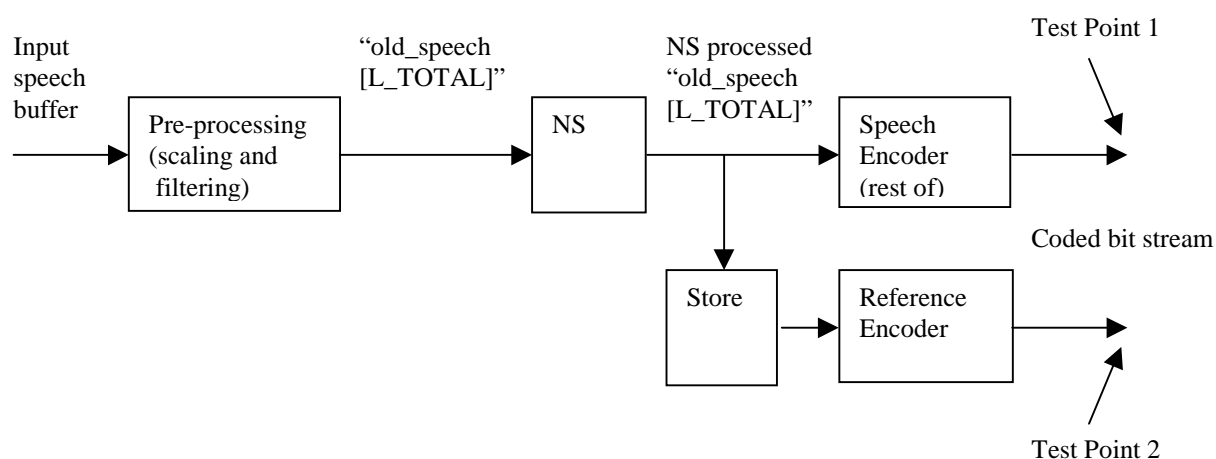 Test Point 1
Input
speech
buffer
“old_speech
[L_TOTAL]”
NS processed
“old_speech
[L_TOTAL]”
Pre-processing
(scaling and
filtering)
NS
Speech
Encoder
(rest of)
Coded bit stream
Store
Reference
Encoder
Test Point 2